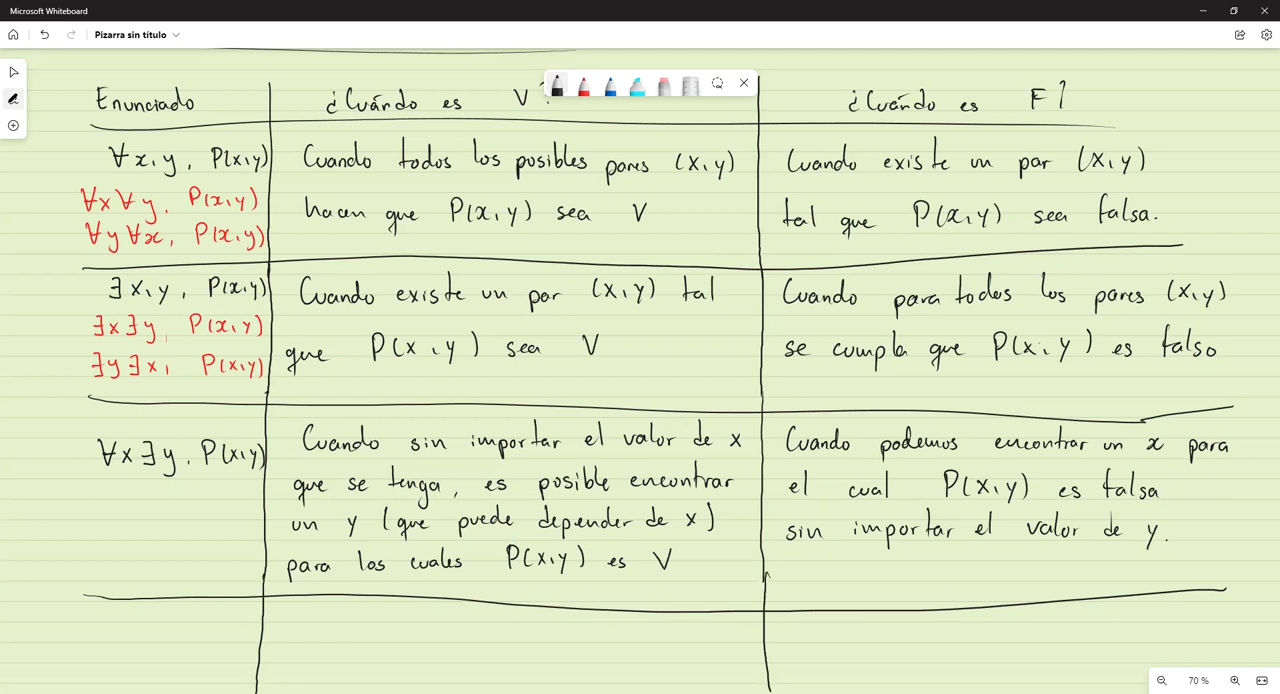 Microsoft Whiteboard
Pizarra sin título
Enunciado
¿Cuándo es V?
¿Cuándo es F?
∀x,y, P(x,y)
∀x∀y, P(x,y)
∀y∀x, P(x,y)
Cuando todos los posibles pares (x,y)
hacen que P(x,y) sea V
Cuando existe un par (x,y)
tal que P(x,y) sea falsa.
∃x,y, P(x,y)
∃x∃y, P(x,y)
∃y∃x, P(x,y)
Cuando existe un par (x,y) tal
que P(x,y) sea V
Cuando para todos los pares (x,y)
se cumpla que P(x,y) es falso
∀x∃y, P(x,y)
Cuando sin importar el valor de x
que se tenga, es posible encontrar
un y (que puede depender de x)
para los cuales P(x,y) es V
Cuando podemos encontrar un x para
el cual P(x,y) es falsa
sin importar el valor de y.
70 %